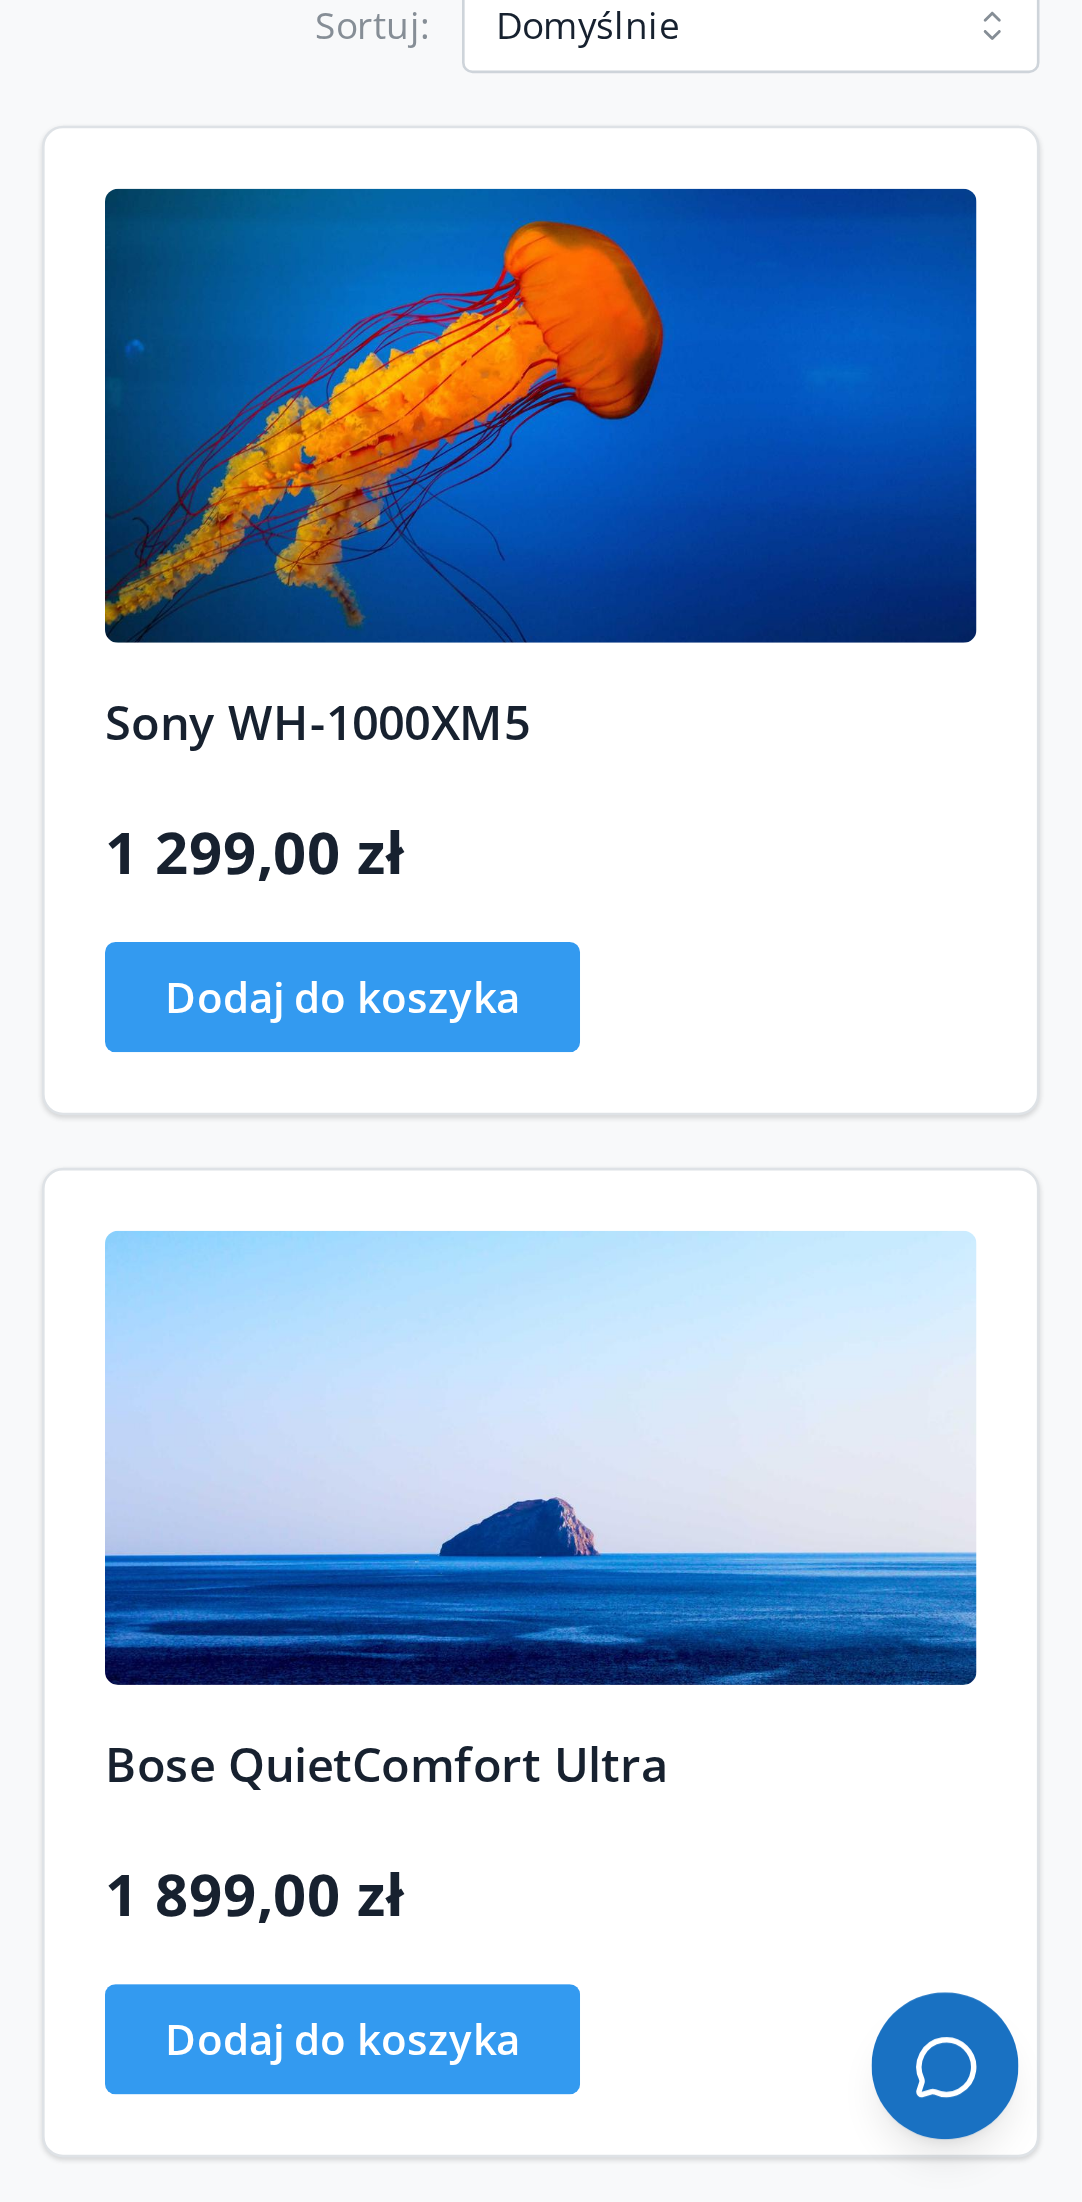 Sortuj:
Domyślnie
Sony WH-1000XM5
1 299,00 zł
Dodaj do koszyka
Bose QuietComfort Ultra
1 899,00 zł
Dodaj do koszyka